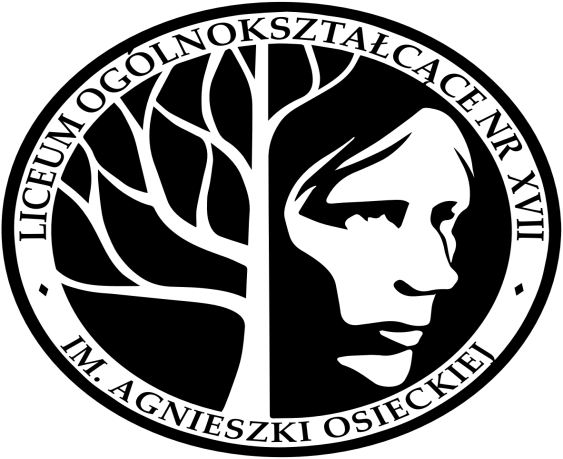 LICEUM OGÓLNOKSZTAŁCĄCE NR XVII
IM. AGNIESZKI OSIECKIEJ